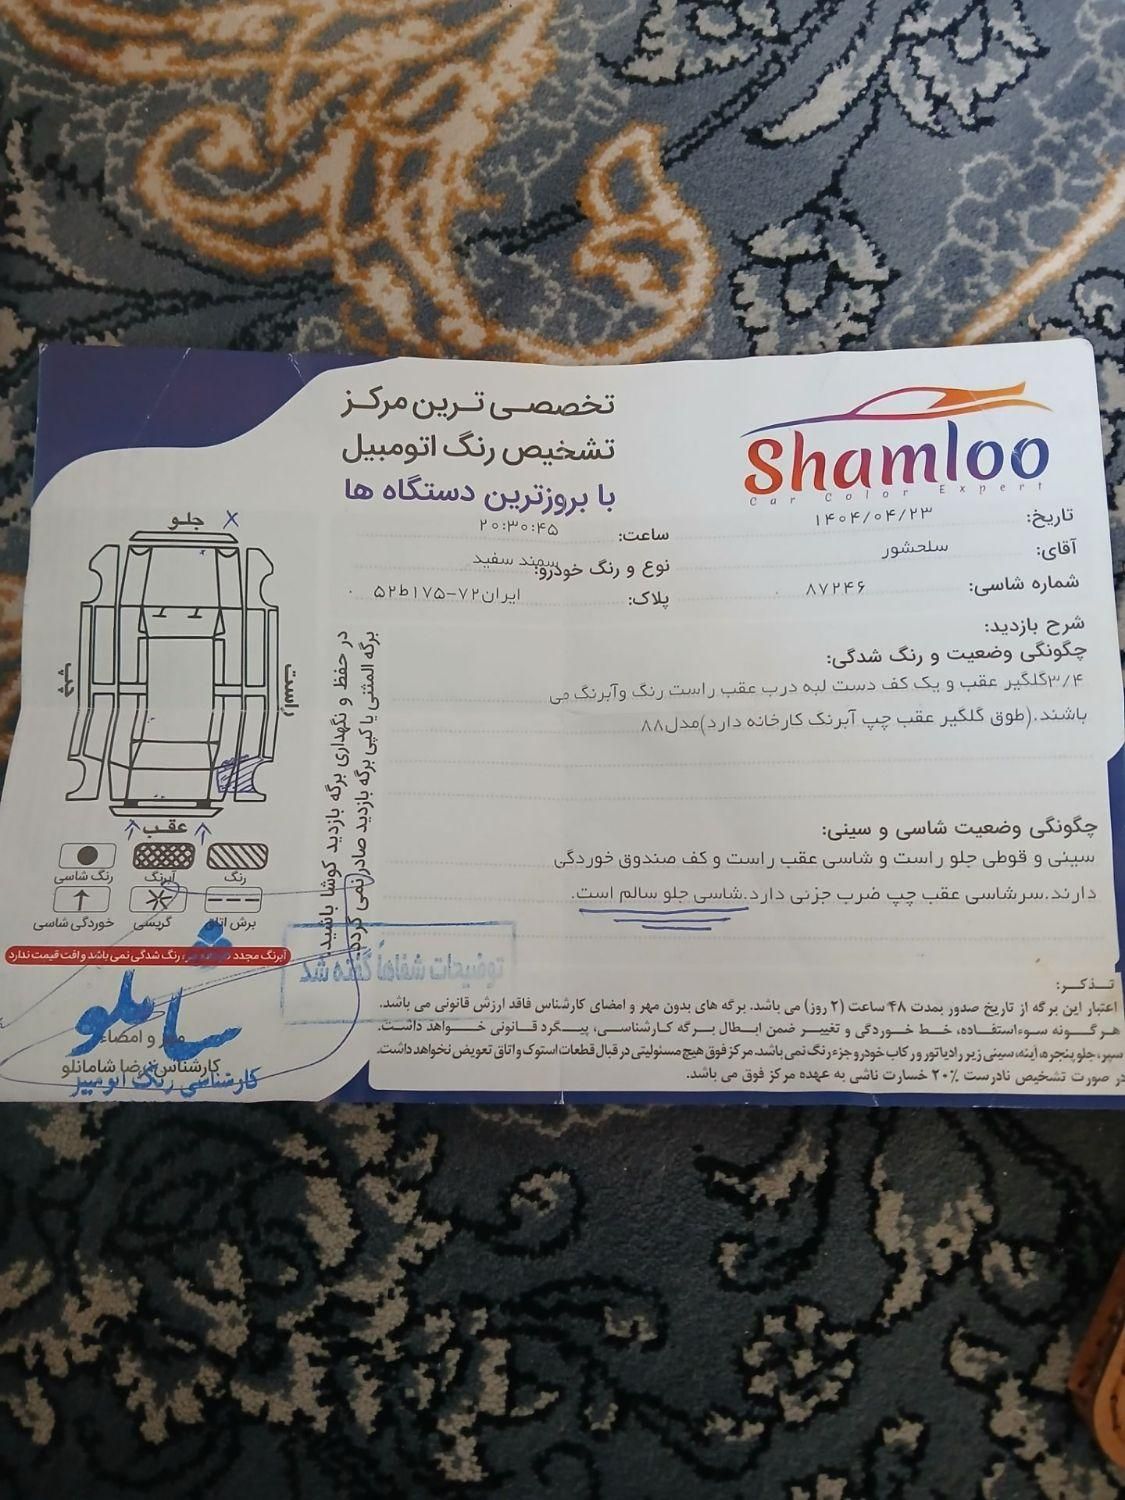 Shamloo
Car Color Expert
تخصصی ترین مرکز
تشخیص رنگ اتومبیل
با بروزترین دستگاه ها
تاریخ: ۱۴۰۴/۰۴/۲۳
ساعت: ۲۰:۳۰:۴۵
آقای: سلحشور
نوع و رنگ خودرو: سمند سفید
شماره شاسی: ۸۷۲۴۶
پلاک: ایران۷۲-۱۷۵ط۵۲
شرح بازدید:
چگونگی وضعیت و رنگ شدگی:
۳/۴گلگیر عقب و یک کف دست لبه درب عقب راست رنگ وآبرنگ می
باشند.(طوق گلگیر عقب چپ آبرنگ کارخانه دارد)مدل۸۸
چگونگی وضعیت شاسی و سینی:
سینی و قوطی جلو راست و شاسی عقب راست و کف صندوق خوردگی
دارند.سرشاسی عقب چپ ضرب جزئی دارد.شاسی جلو سالم است.
تـذکـر:
اعتبار این برگه از تاریخ صدور بمدت ۴۸ ساعت (۲ روز) می باشد. برگه های بدون مهر و امضای کارشناس فاقد ارزش قانونی می باشد.
هرگونه سوءاستفاده، خط خوردگی و تغییر ضمن ابطال برگه کارشناسی، پیگرد قانونی خواهد داشت.
سپر، جلو پنجره، آینه، سینی زیر رادیاتور و رکاب خودرو جزء رنگ نمی باشد. مرکز فوق هیچ مسئولیتی در قبال قطعات استوک و اتاق تعویض نخواهد داشت.
در صورت تشخیص نادرست ۲۰٪ خسارت ناشی به عهده مرکز فوق می باشد.
در حفظ و نگهداری برگه بازدید کوشا باشید.
برگه المثنی یا کپی برگه بازدید صادر نمی گردد.
جلو
X
چپ
راست
عقب
رنگ
آبرنگ
رنگ شاسی
برش اتاق
گریسی
خوردگی شاسی
آبرنگ مجدد کارخانه جزء رنگ شدگی نمی باشد و افت قیمت ندارد
توضیحات شفاهاً گفته شد
مهر و امضاء
کارشناس: رضا شامانلو
کارشناسی رنگ اتومبیل